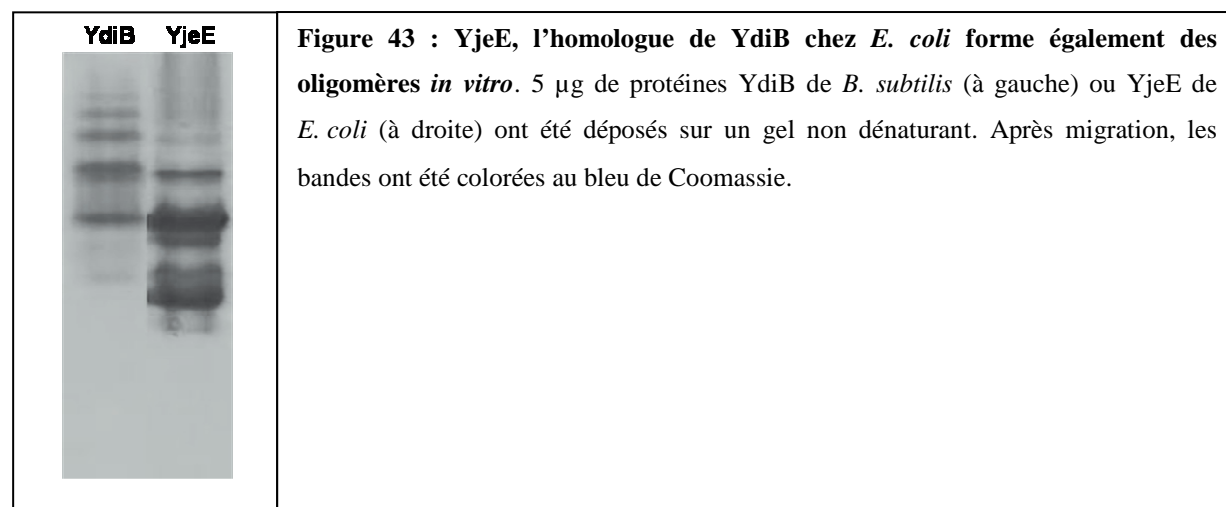 YdiB YjeE
Figure 43 : YjeE, l’homologue de YdiB chez E. coli forme également des
oligomères in vitro. 5 µg de protéines YdiB de B. subtilis (à gauche) ou YjeE de
E. coli (à droite) ont été déposés sur un gel non dénaturant. Après migration, les
bandes ont été colorées au bleu de Coomassie.